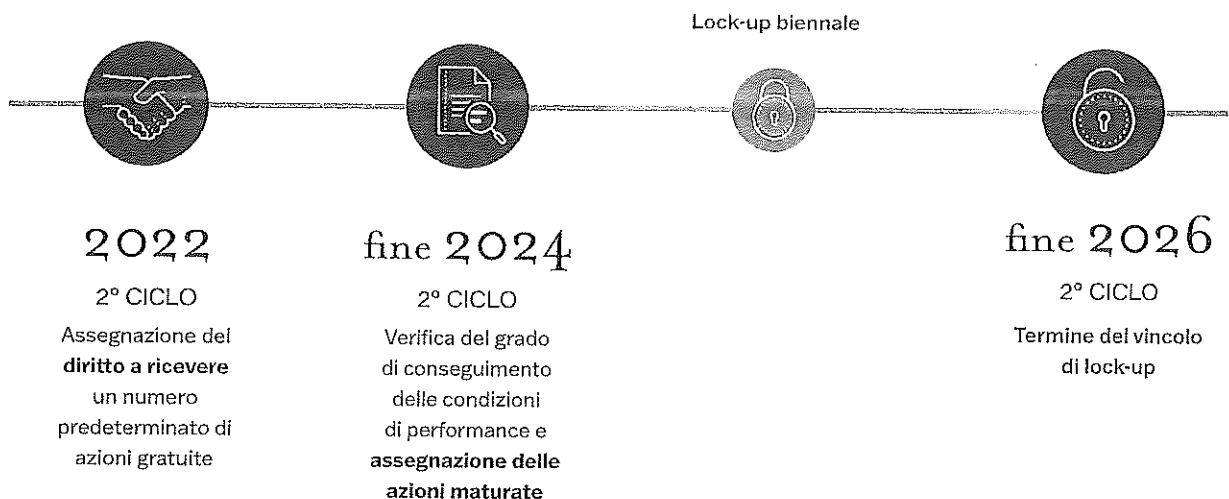 Lock-up biennale
2022
2° CICLO
Assegnazione del
diritto a ricevere
un numero
predeterminato di
azioni gratuite
fine 2024
2° CICLO
Verifica del grado
di conseguimento
delle condizioni
di performance e
assegnazione delle
azioni maturate
fine 2026
2° CICLO
Termine del vincolo
di lock-up